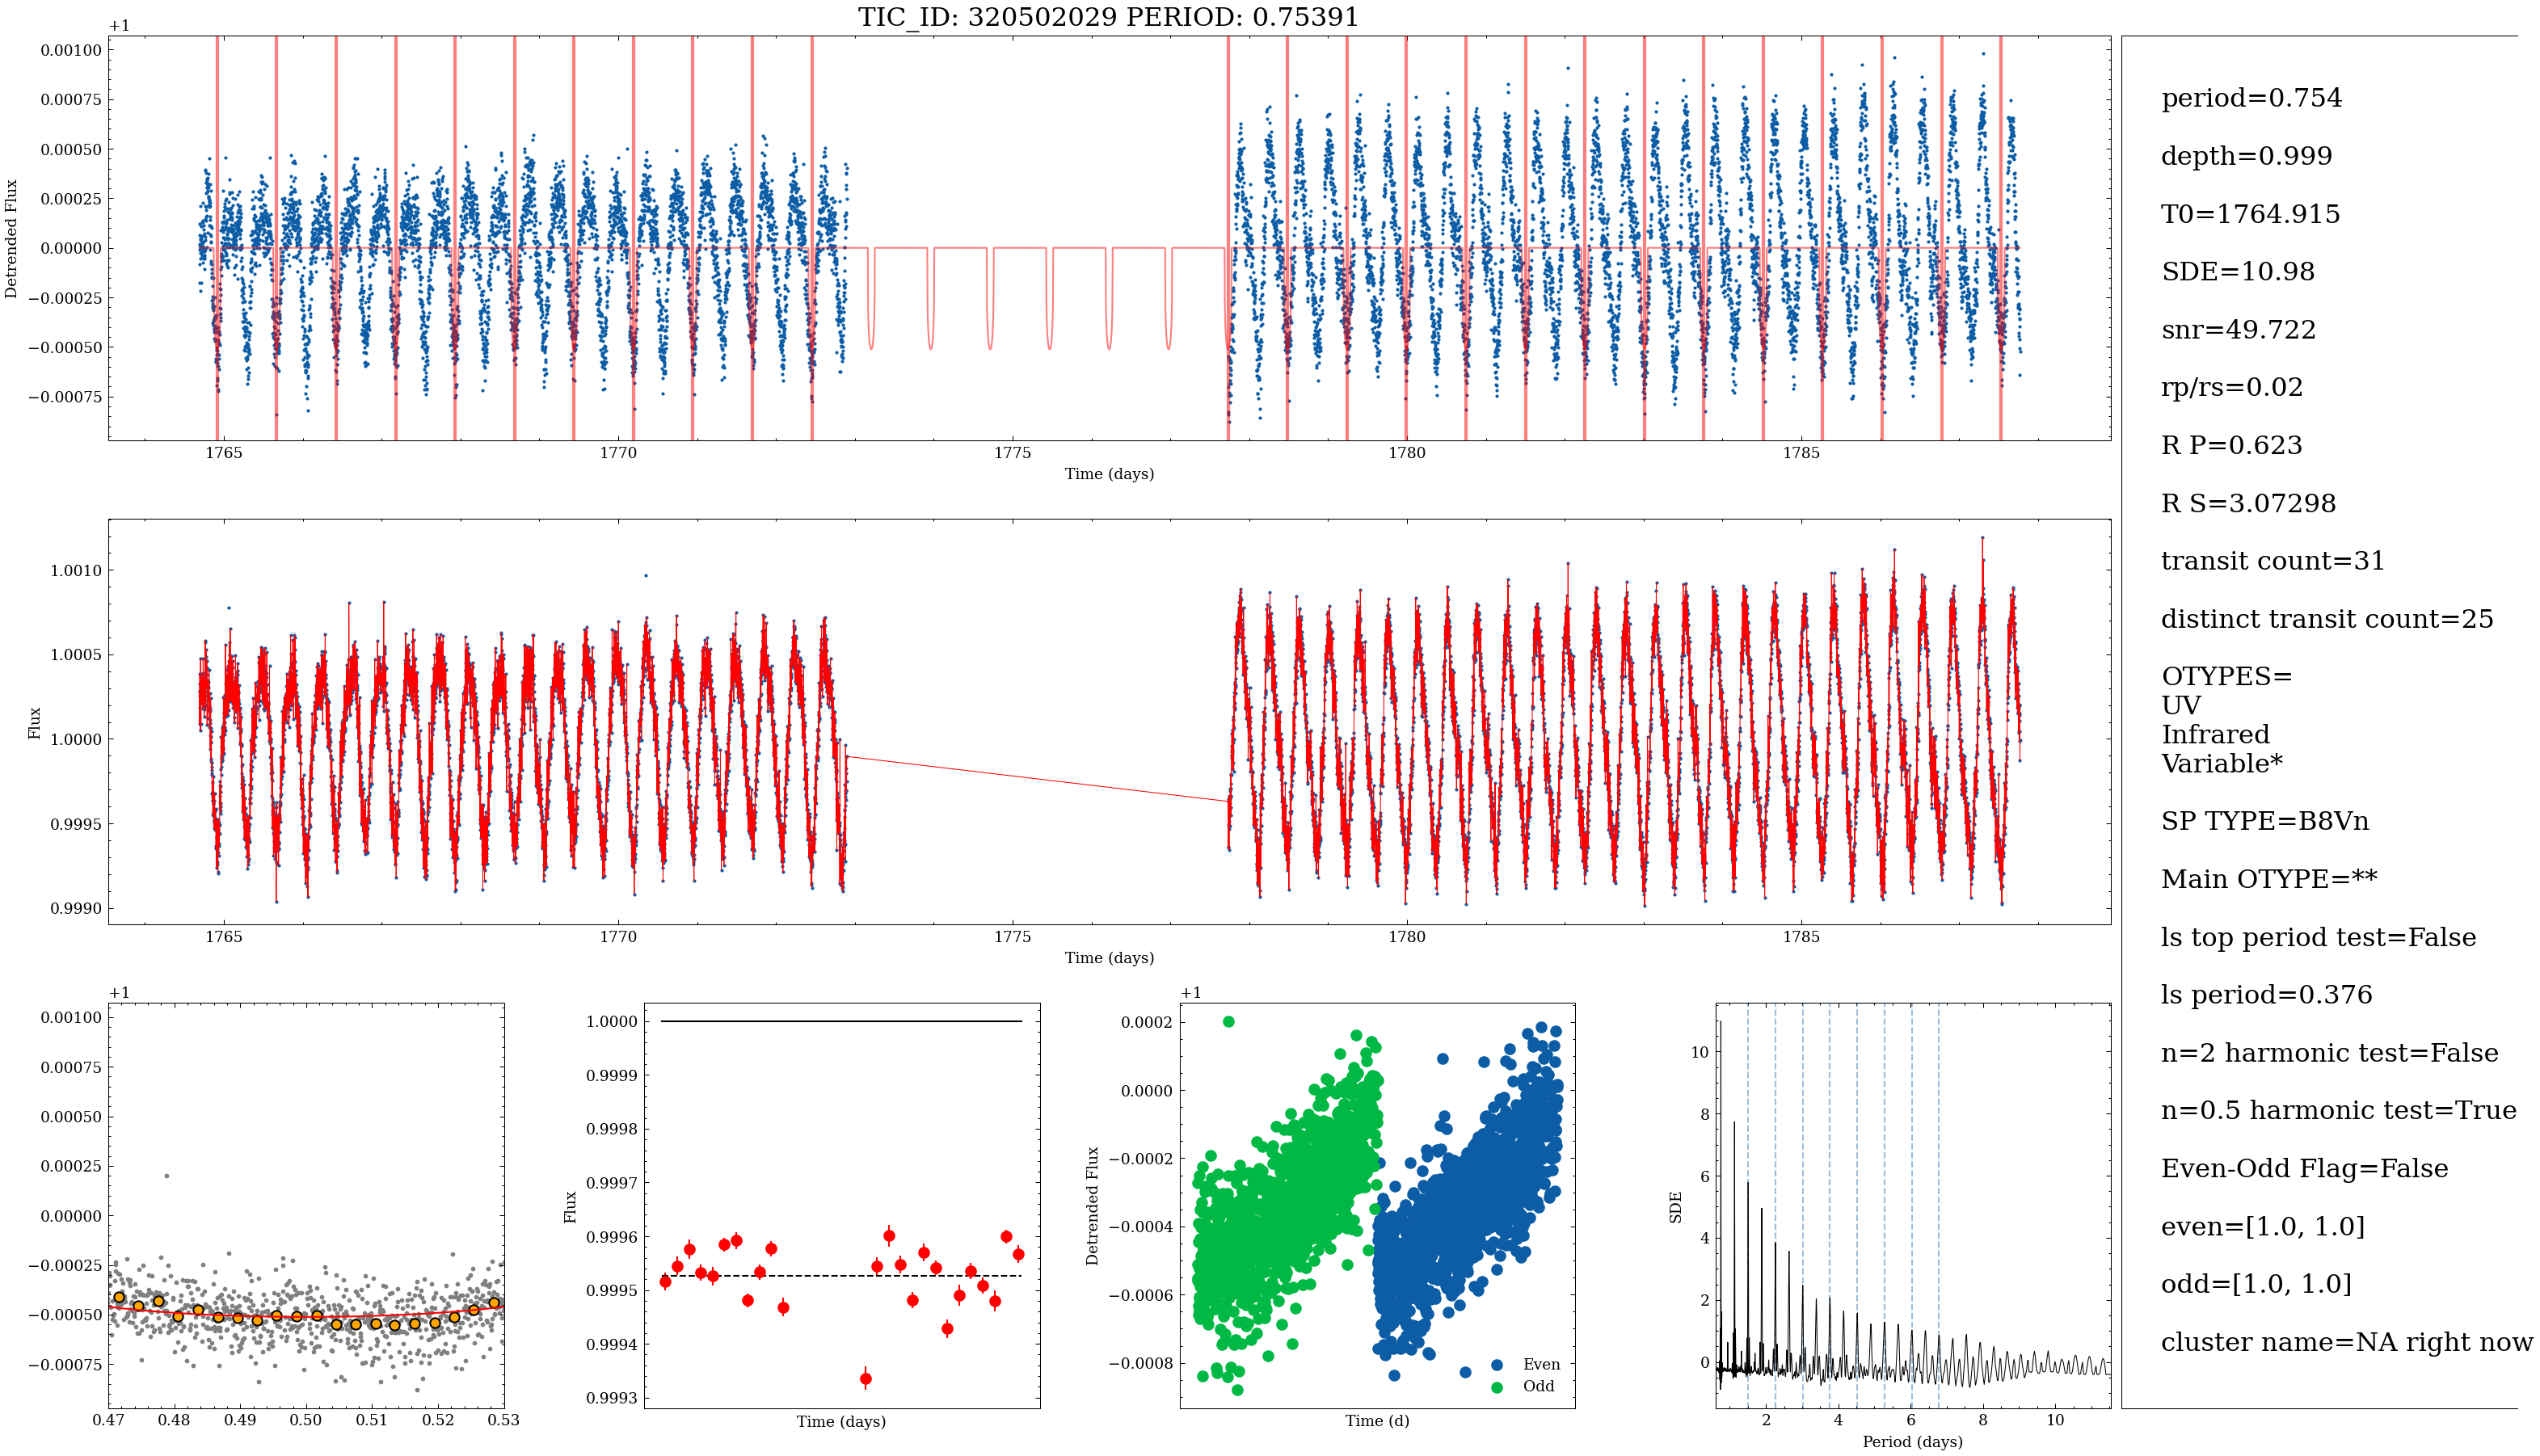 TIC_ID: 320502029 PERIOD: 0.75391
+1
0.00100
0.00075
0.00050
0.00025
0.00000
−0.00025
−0.00050
−0.00075
Detrended Flux
1765
1770
1775
1780
1785
Time (days)
1.0010
1.0005
1.0000
0.9995
0.9990
Flux
1765
1770
1775
1780
1785
Time (days)
+1
0.00100
0.00075
0.00050
0.00025
0.00000
−0.00025
−0.00050
−0.00075
0.47
0.48
0.49
0.50
0.51
0.52
0.53
1.0000
0.9999
0.9998
0.9997
0.9996
0.9995
0.9994
0.9993
Flux
Time (days)
+1
0.0002
0.0000
−0.0002
−0.0004
−0.0006
−0.0008
Detrended Flux
Even
Odd
Time (d)
10
8
6
4
2
0
SDE
2
4
6
8
10
Period (days)
period=0.754
depth=0.999
T0=1764.915
SDE=10.98
snr=49.722
rp/rs=0.02
R P=0.623
R S=3.07298
transit count=31
distinct transit count=25
OTYPES=
UV
Infrared
Variable*
SP TYPE=B8Vn
Main OTYPE=**
ls top period test=False
ls period=0.376
n=2 harmonic test=False
n=0.5 harmonic test=True
Even-Odd Flag=False
even=[1.0, 1.0]
odd=[1.0, 1.0]
cluster name=NA right now